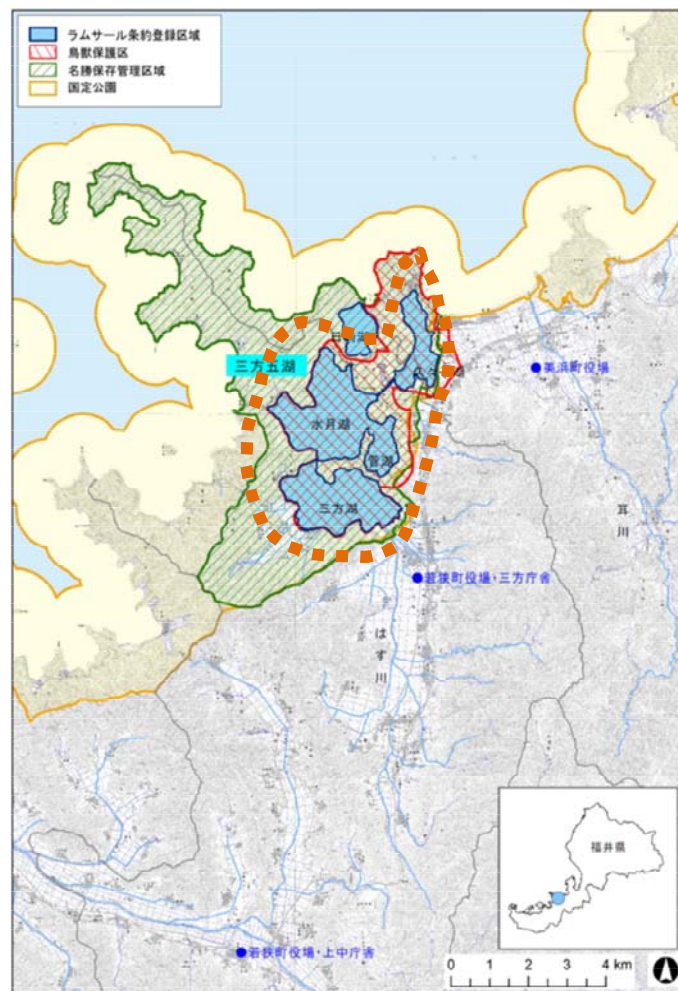 ラムサール条約登録区域
鳥獣保護区
名勝保存管理区域
国定公園
三方五湖
美浜町役場
水月湖
菅湖
三方湖
耳川
若狭町役場・三方庁舎
はす川
福井県
若狭町役場・上中庁舎
0 1 2 3 4 km